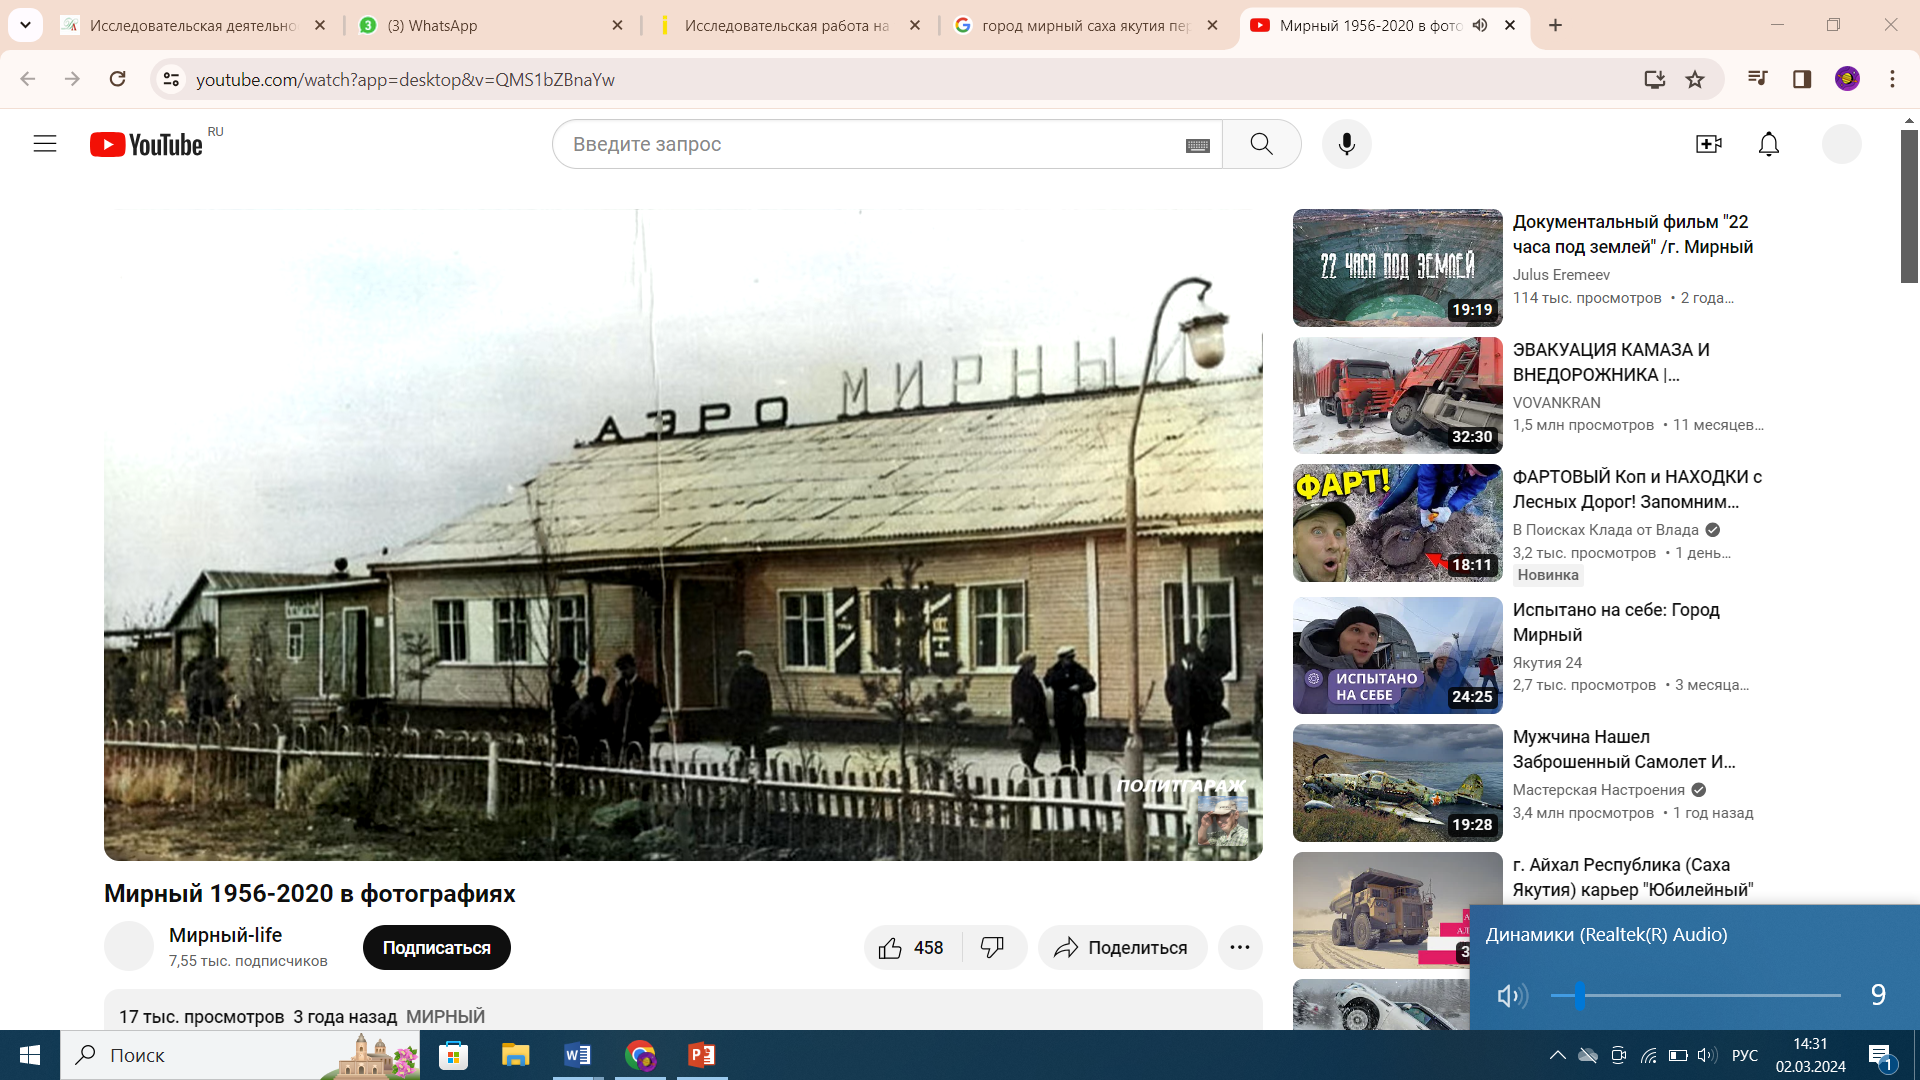 Исследовательская деятельно
(3) WhatsApp
Исследовательская работа на
город мирный саха якутия пер
Мирный 1956-2020 в фото
youtube.com/watch?app=desktop&v=QMS1bZBnaYw
YouTube RU
Введите запрос
АЭРО МИРНЫ
ПОЛИТГАРАЖ
Мирный 1956-2020 в фотографиях
Мирный-life
7,55 тыс. подписчиков
Подписаться
458
Поделиться
17 тыс. просмотров 3 года назад МИРНЫЙ
22 ЧАСА ПОД ЗЕМЛЕЙ
19:19
Документальный фильм "22
часа под землей" /г. Мирный
Julus Eremeev
114 тыс. просмотров • 2 года...
32:30
ЭВАКУАЦИЯ КАМАЗА И
ВНЕДОРОЖНИКА |...
VOVANKRAN
1,5 млн просмотров • 11 месяцев...
ФАРТ!
18:11
ФАРТОВЫЙ Коп и НАХОДКИ с
Лесных Дорог! Запомним...
В Поисках Клада от Влада
3,2 тыс. просмотров • 1 день...
Новинка
ИСПЫТАНО
НА СЕБЕ
24:25
Испытано на себе: Город
Мирный
Якутия 24
2,7 тыс. просмотров • 3 месяца...
19:28
Мужчина Нашел
Заброшенный Самолет И...
Мастерская Настроения
3,4 млн просмотров • 1 год назад
г. Айхал Республика (Саха
Якутия) карьер "Юбилейный"
Динамики (Realtek(R) Audio)
9
Поиск
РУС
14:31
02.03.2024
1